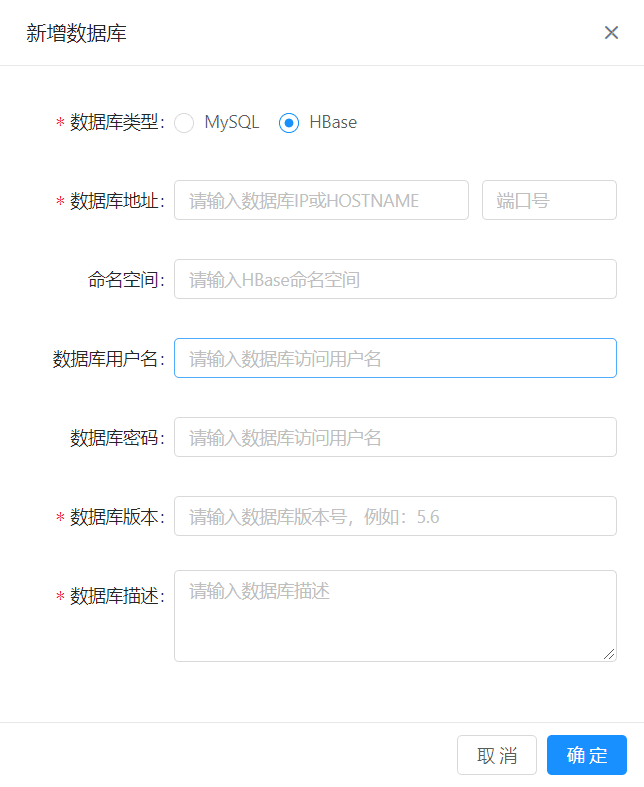 新增数据库
* 数据库类型: MySQL HBase
* 数据库地址: 请输入数据库IP或HOSTNAME 端口号
命名空间: 请输入HBase命名空间
数据库用户名: 请输入数据库访问用户名
数据库密码: 请输入数据库访问用户名
* 数据库版本: 请输入数据库版本号，例如：5.6
* 数据库描述: 请输入数据库描述
取 消 确 定